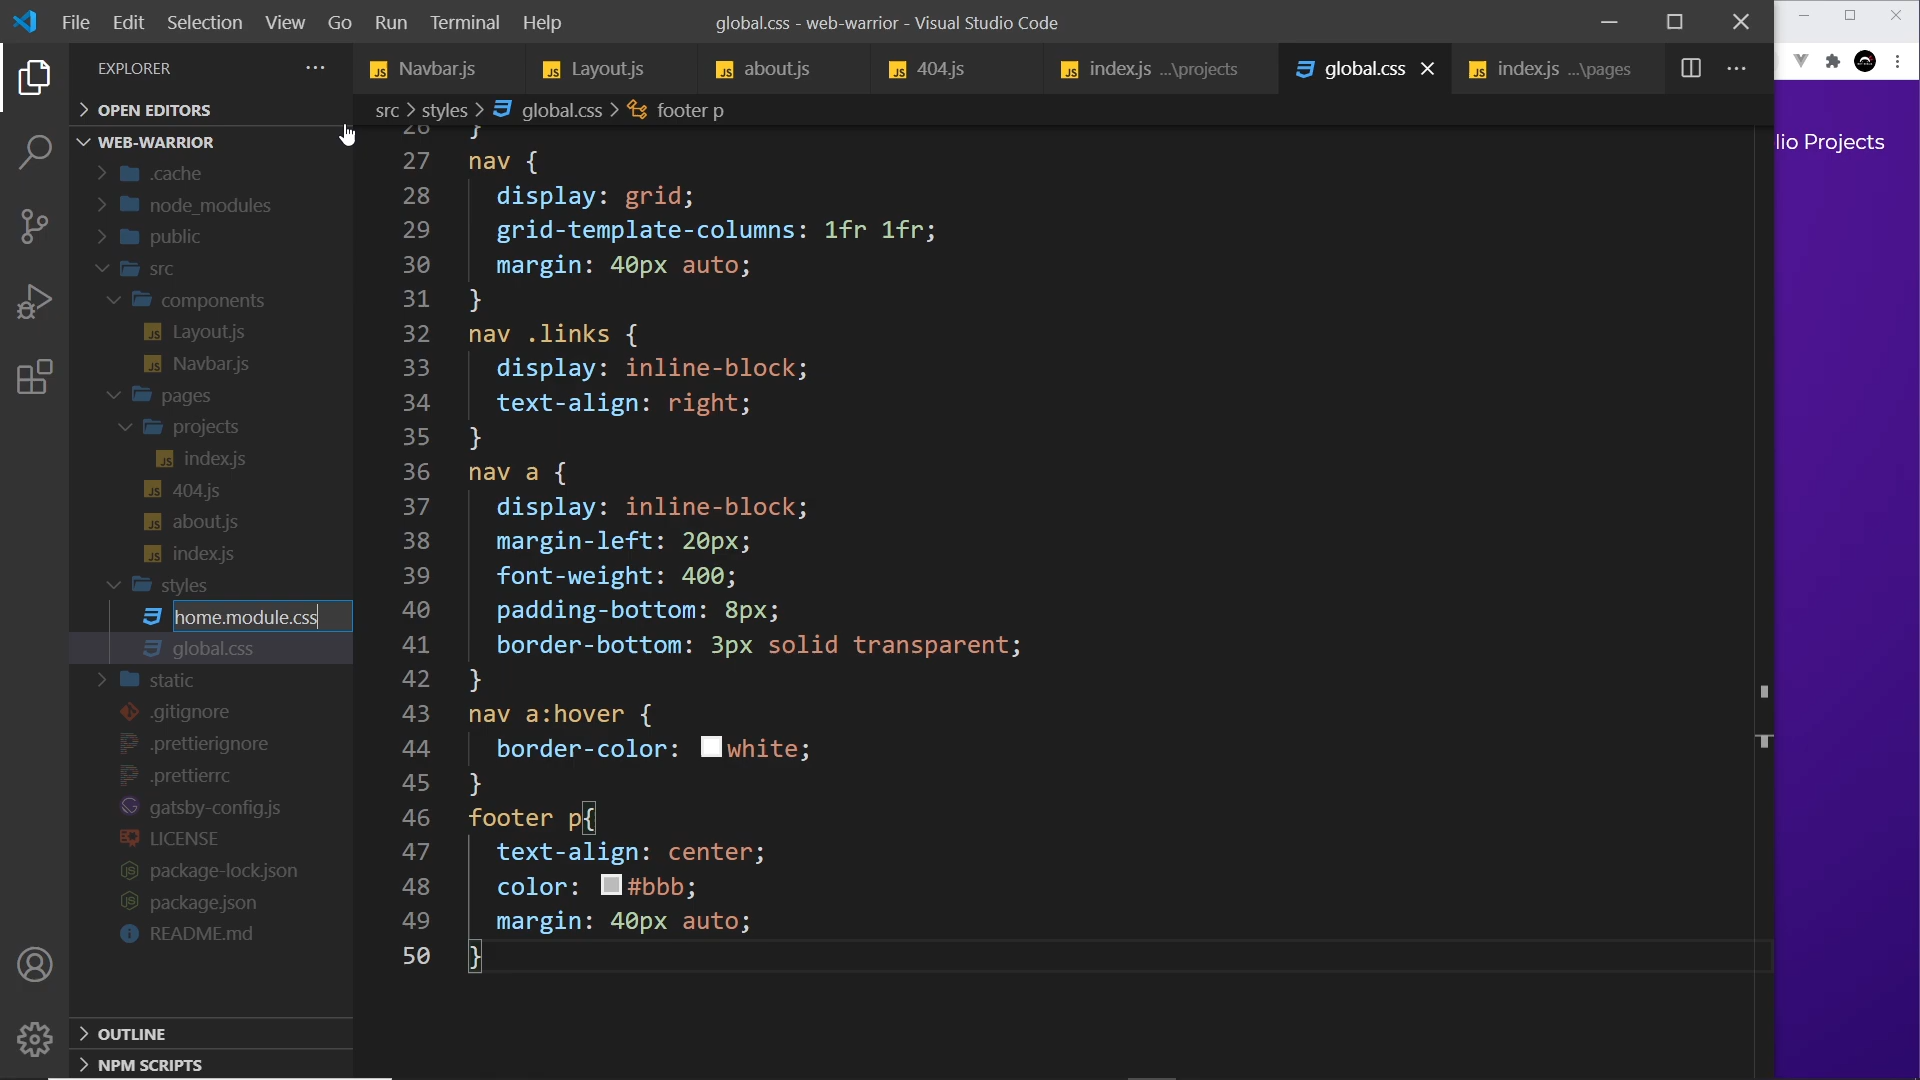 File Edit Selection View Go Run Terminal Help
global.css - web-warrior - Visual Studio Code
EXPLORER
Navbar.js
Layout.js
about.js
404.js
index.js ...\projects
global.css
index.js ...\pages
OPEN EDITORS
src > styles > global.css > footer p
WEB-WARRIOR
.cache
node_modules
public
src
components
Layout.js
Navbar.js
pages
projects
index.js
404.js
about.js
index.js
styles
home.module.css
global.css
static
.gitignore
.prettierignore
.prettierrc
gatsby-config.js
LICENSE
package-lock.json
package.json
README.md
OUTLINE
NPM SCRIPTS
26 }
27 nav {
28 display: grid;
29 grid-template-columns: 1fr 1fr;
30 margin: 40px auto;
31 }
32 nav .links {
33 display: inline-block;
34 text-align: right;
35 }
36 nav a {
37 display: inline-block;
38 margin-left: 20px;
39 font-weight: 400;
40 padding-bottom: 8px;
41 border-bottom: 3px solid transparent;
42 }
43 nav a:hover {
44 border-color: white;
45 }
46 footer p{
47 text-align: center;
48 color: #bbb;
49 margin: 40px auto;
50 }
lio Projects